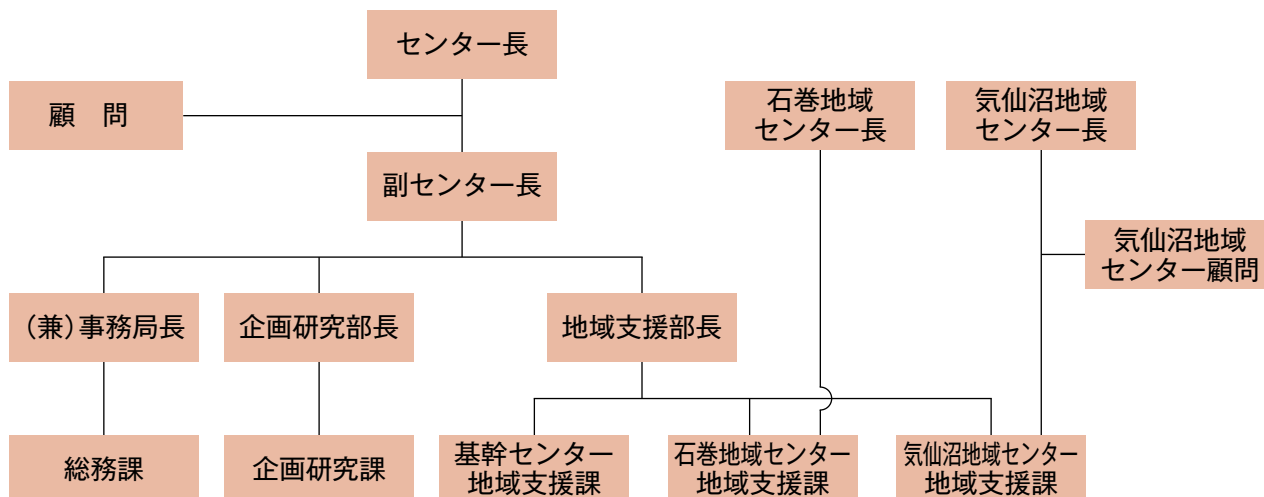 センター長
顧　問
石巻地域
センター長
気仙沼地域
センター長
副センター長
気仙沼地域
センター顧問
（兼）事務局長
企画研究部長
地域支援部長
総務課
企画研究課
基幹センター
地域支援課
石巻地域センター
地域支援課
気仙沼地域センター
地域支援課